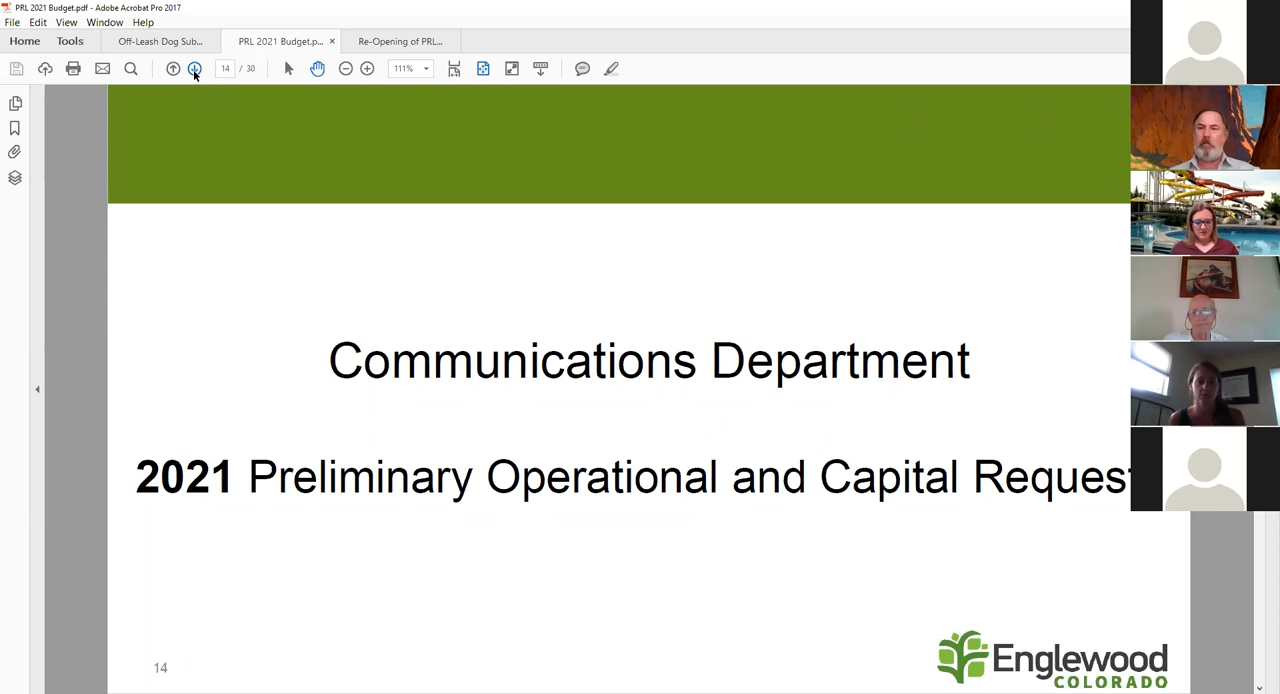 PRL 2021 Budget.pdf - Adobe Acrobat Pro 2017
File Edit View Window Help
Home Tools Off-Leash Dog Sub... PRL 2021 Budget.p... × Re-Opening of PRL...
14 / 30 111%
Communications Department
2021 Preliminary Operational and Capital Request
14
Englewood
COLORADO